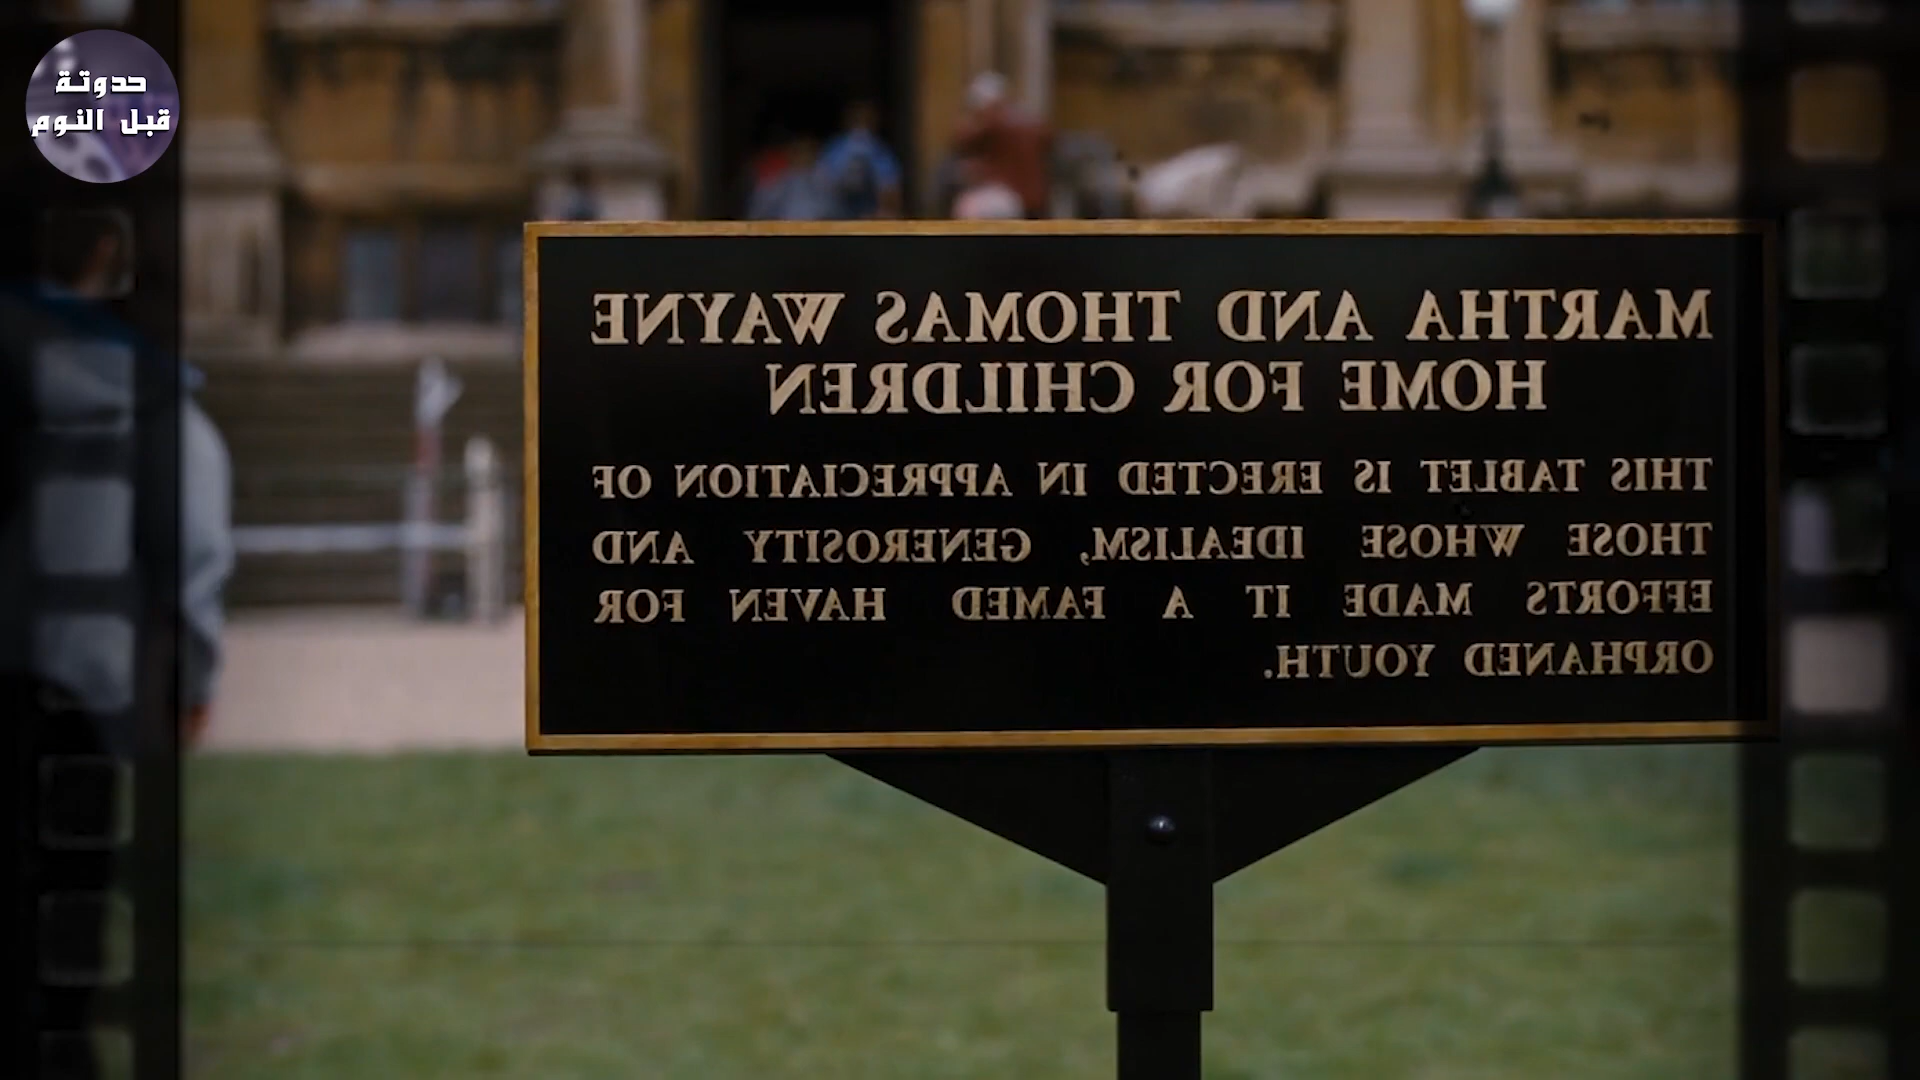 حدوتة
قبل النوم
MARTHA AND THOMAS WAYNE
HOME FOR CHILDREN
THIS TABLET IS ERECTED IN APPRECIATION OF
THOSE WHOSE IDEALISM, GENEROSITY AND
EFFORTS MADE IT A FAMED HAVEN FOR
ORPHANED YOUTH.